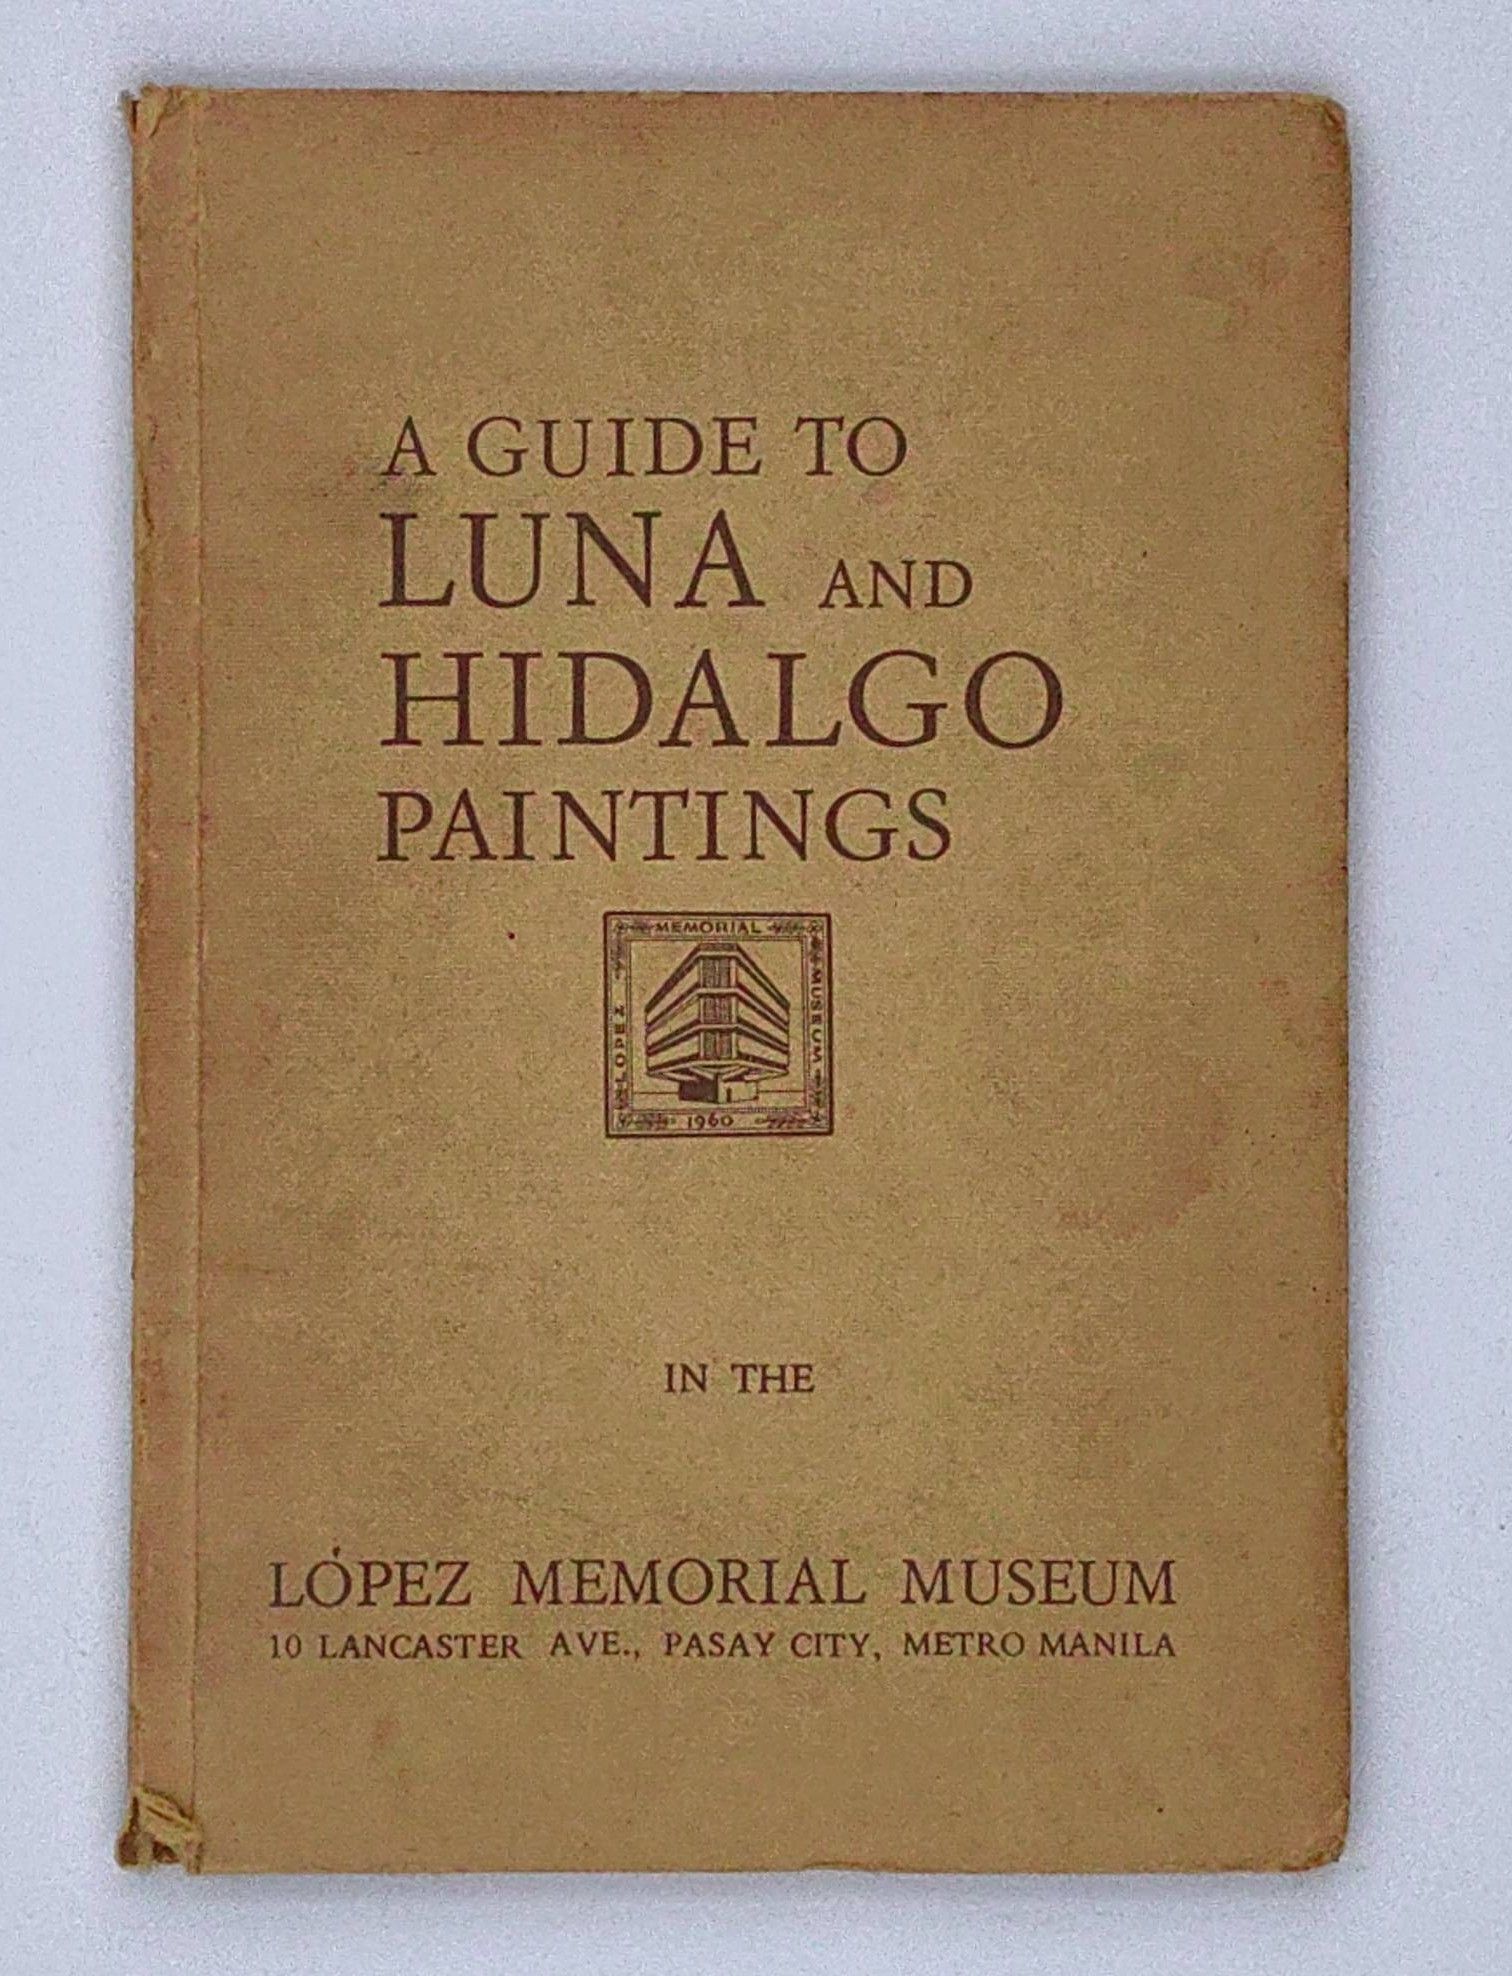 A GUIDE TO
LUNA AND
HIDALGO
PAINTINGS
MEMORIAL
LOPEZ
MUSEUM
1960
IN THE
LÓPEZ MEMORIAL MUSEUM
10 LANCASTER AVE., PASAY CITY, METRO MANILA